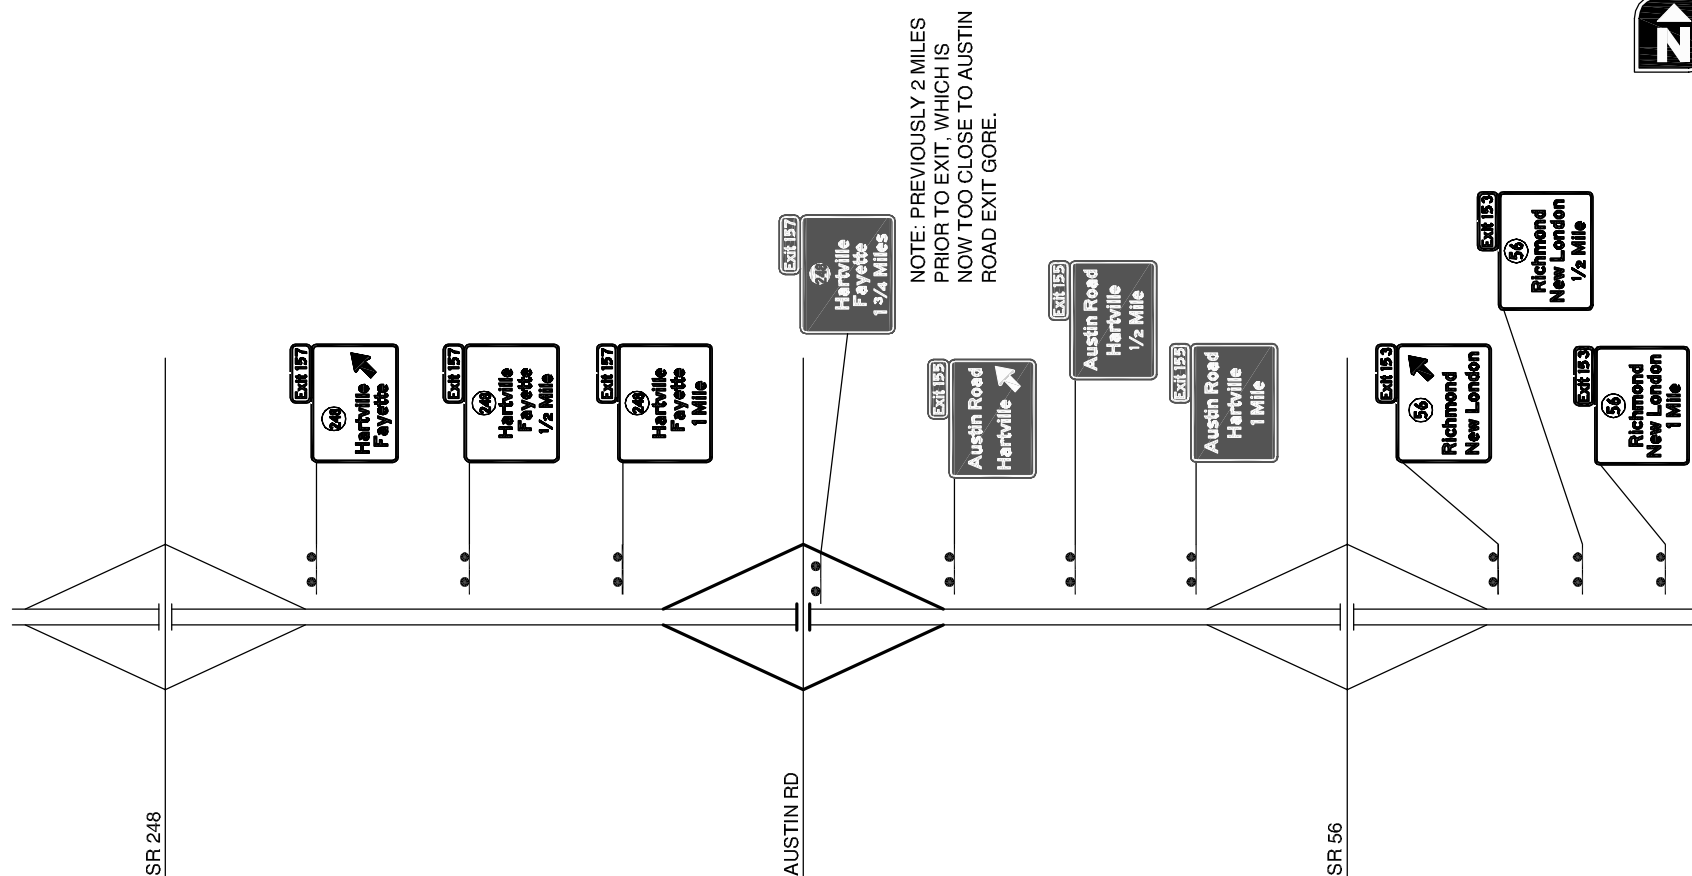 SR 248
Exit 157
248
Hartville
Fayette
Exit 157
248
Hartville
Fayette
1/2 Mile
Exit 157
248
Hartville
Fayette
1 Mile
AUSTIN RD
Exit 157
248
Hartville
Fayette
1 3/4 Miles
NOTE: PREVIOUSLY 2 MILES
PRIOR TO EXIT, WHICH IS
NOW TOO CLOSE TO AUSTIN
ROAD EXIT GORE.
Exit 155
Austin Road
Hartville
Exit 155
Austin Road
Hartville
1/2 Mile
Exit 155
Austin Road
Hartville
1 Mile
SR 56
Exit 153
56
Richmond
New London
Exit 153
56
Richmond
New London
1/2 Mile
Exit 153
56
Richmond
New London
1 Mile
N